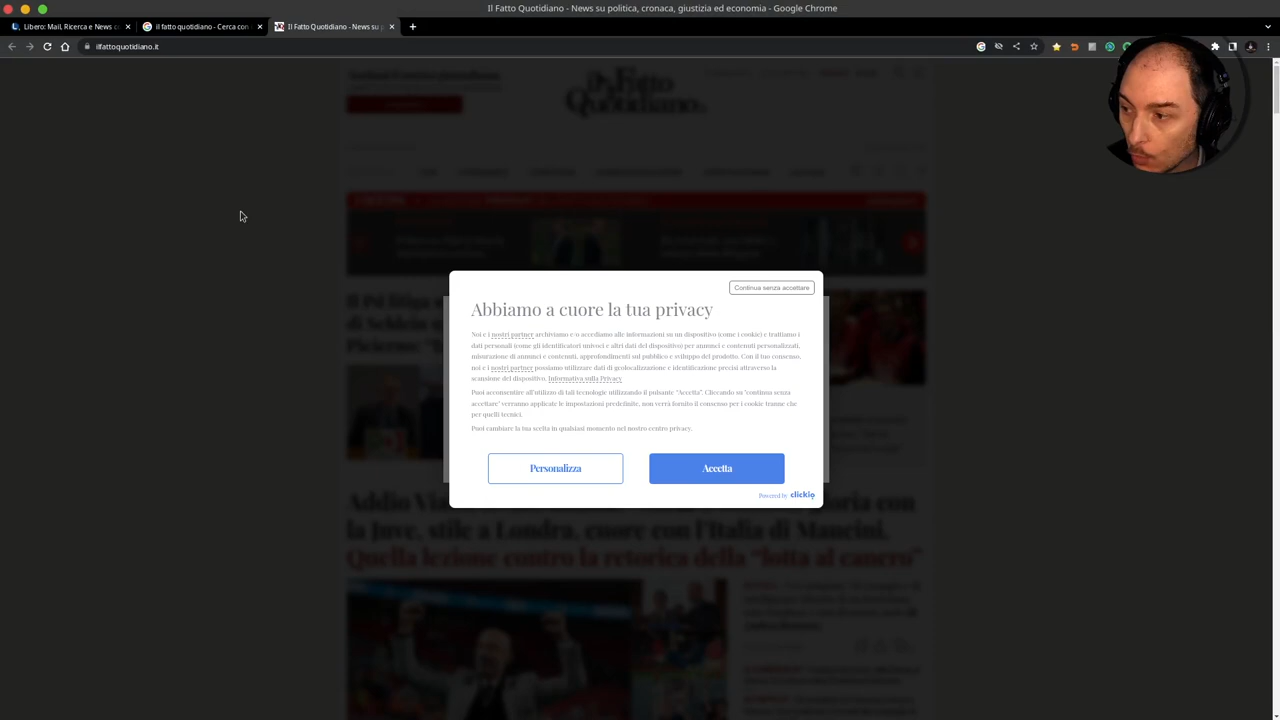 Il Fatto Quotidiano - News su politica, cronaca, giustizia ed economia - Google Chrome
Libero: Mail, Ricerca e News c
il fatto quotidiano - Cerca con
Il Fatto Quotidiano - News su p
ilfattoquotidiano.it
il Fatto
Quotidiano.it
Continua senza accettare
Abbiamo a cuore la tua privacy
Noi e i nostri partner archiviamo e/o accediamo alle informazioni su un dispositivo (come i cookie) e trattiamo i
dati personali (come gli identificatori univoci e altri dati del dispositivo) per annunci e contenuti personalizzati,
misurazione di annunci e contenuti, approfondimenti sul pubblico e sviluppo del prodotto. Con il tuo consenso,
noi e i nostri partner possiamo utilizzare dati di geolocalizzazione e identificazione precisi attraverso la
scansione del dispositivo. Informativa sulla Privacy
Puoi acconsentire all'utilizzo di tali tecnologie utilizzando il pulsante "Accetta". Cliccando su "continua senza
accettare" verranno applicate le impostazioni predefinite, non verrà fornito il consenso per i cookie tranne che
per quelli tecnici.
Puoi cambiare la tua scelta in qualsiasi momento nel nostro centro privacy.
Personalizza
Accetta
Powered by clickio
Addio Via
loria con
la Juve, stile a Londra, cuore con l'Italia di Mancini.
Quella lezione contro la retorica della "lotta al cancro"